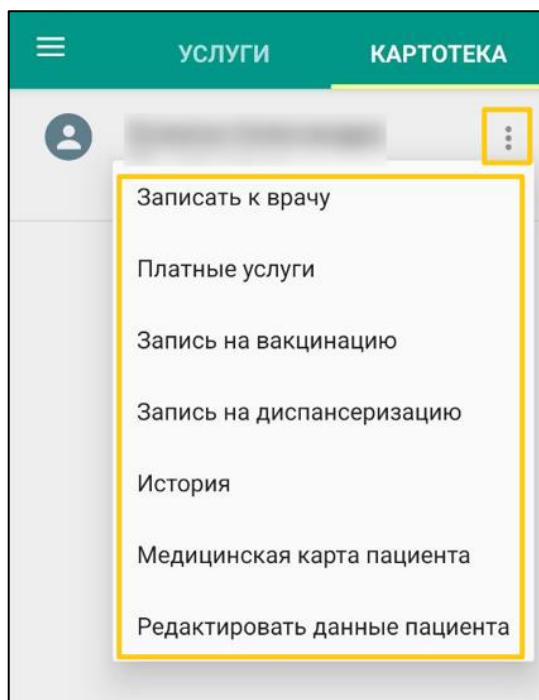 УСЛУГИ КАРТОТЕКА
Записать к врачу
Платные услуги
Запись на вакцинацию
Запись на диспансеризацию
История
Медицинская карта пациента
Редактировать данные пациента